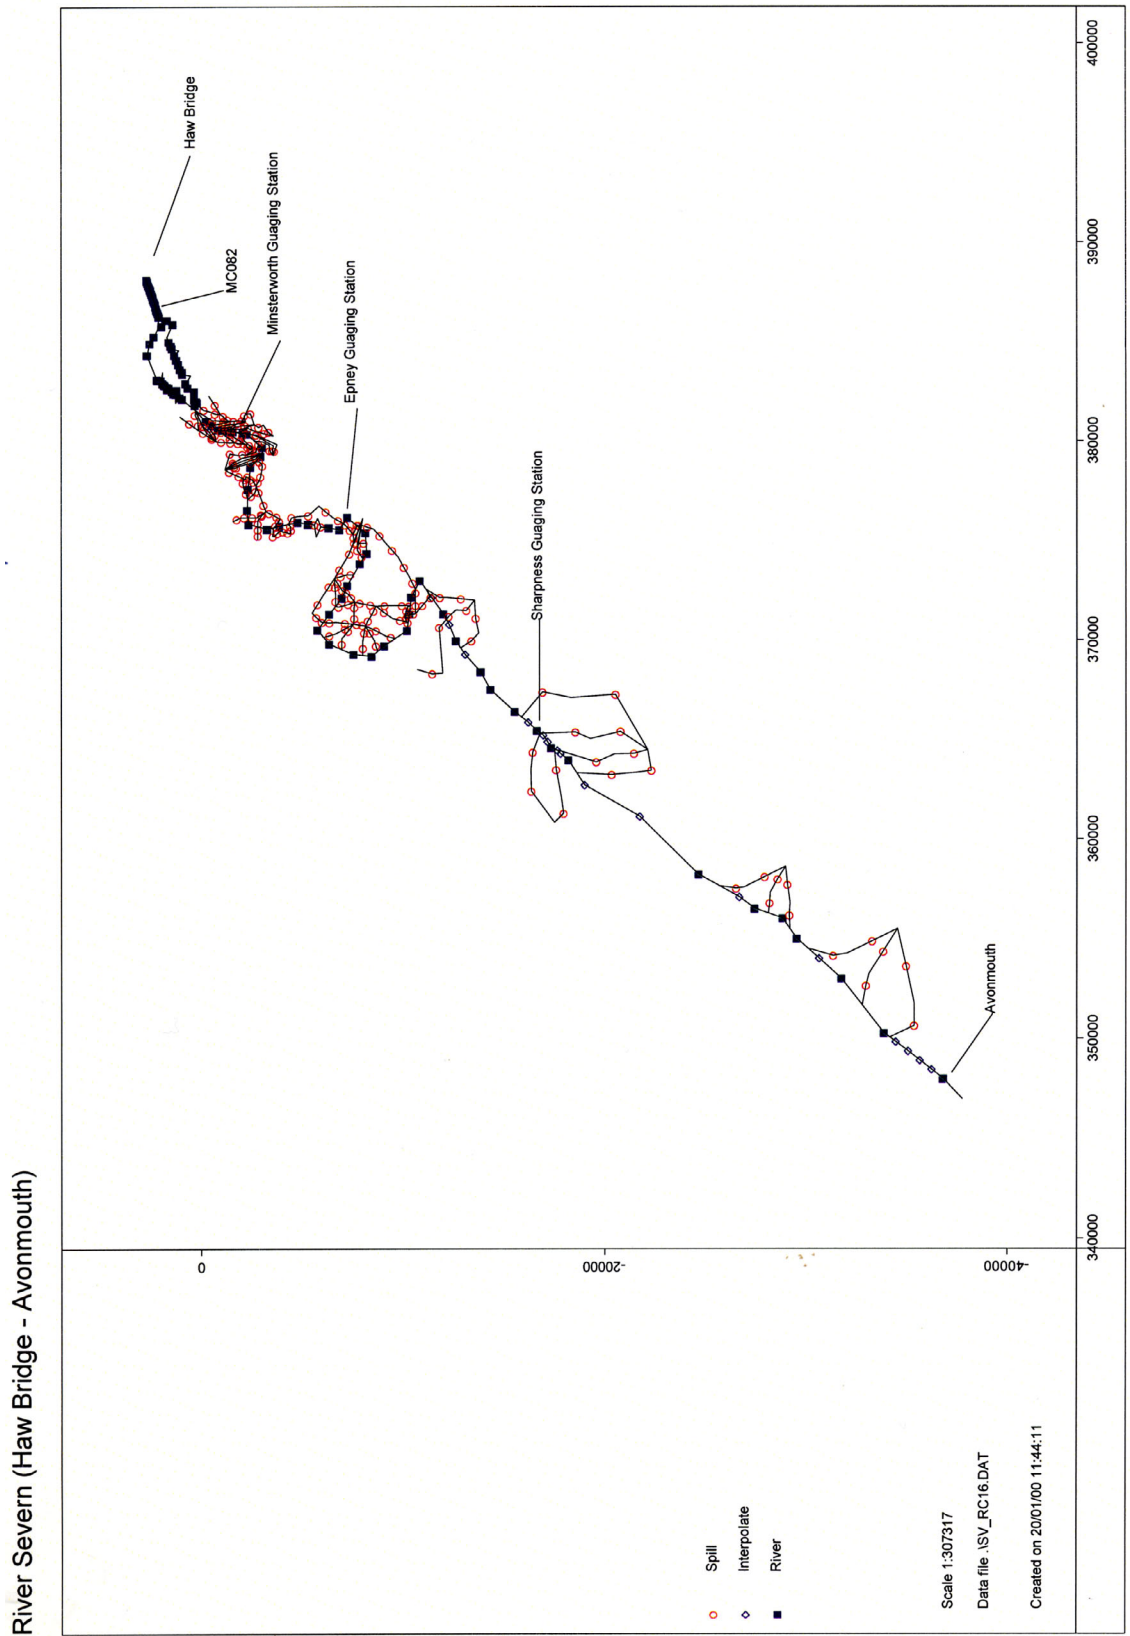 River Severn (Haw Bridge - Avonmouth)
Haw Bridge
MC082
Minsterworth Guaging Station
Epney Guaging Station
Sharpness Guaging Station
Avonmouth
0
-20000
-40000
340000
350000
360000
370000
380000
390000
400000
Spill
Interpolate
River
Scale 1:307317
Data file .\SV_RC16.DAT
Created on 20/01/00 11:44:11